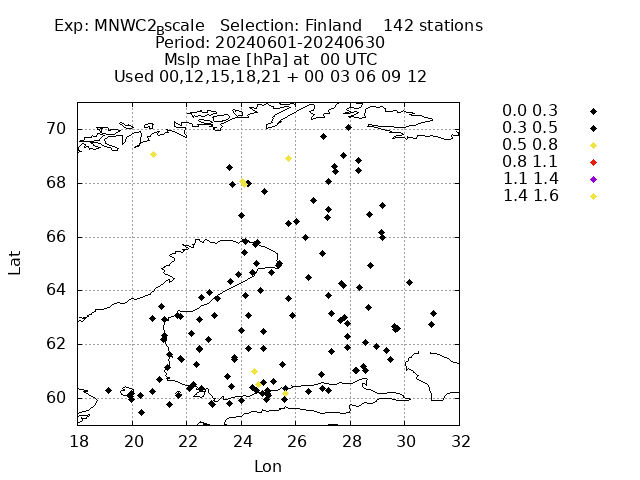 Exp: MNWC2Bscale Selection: Finland 142 stations
Period: 20240601-20240630
Mslp mae [hPa] at 00 UTC
Used 00,12,15,18,21 + 00 03 06 09 12
0.0 0.3
0.3 0.5
0.5 0.8
0.8 1.1
1.1 1.4
1.4 1.6
70
68
66
64
62
60
Lat
18 20 22 24 26 28 30 32
Lon